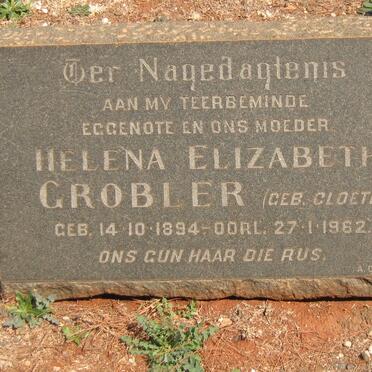 Ter Nagedagtenis
AAN MY TEERBEMINDE
EGGENOTE EN ONS MOEDER
HELENA ELIZABETH
GROBLER (GEB. CLOETE
GEB. 14·10·1894–OORL. 27·1·1962.
ONS GUN HAAR DIE RUS.